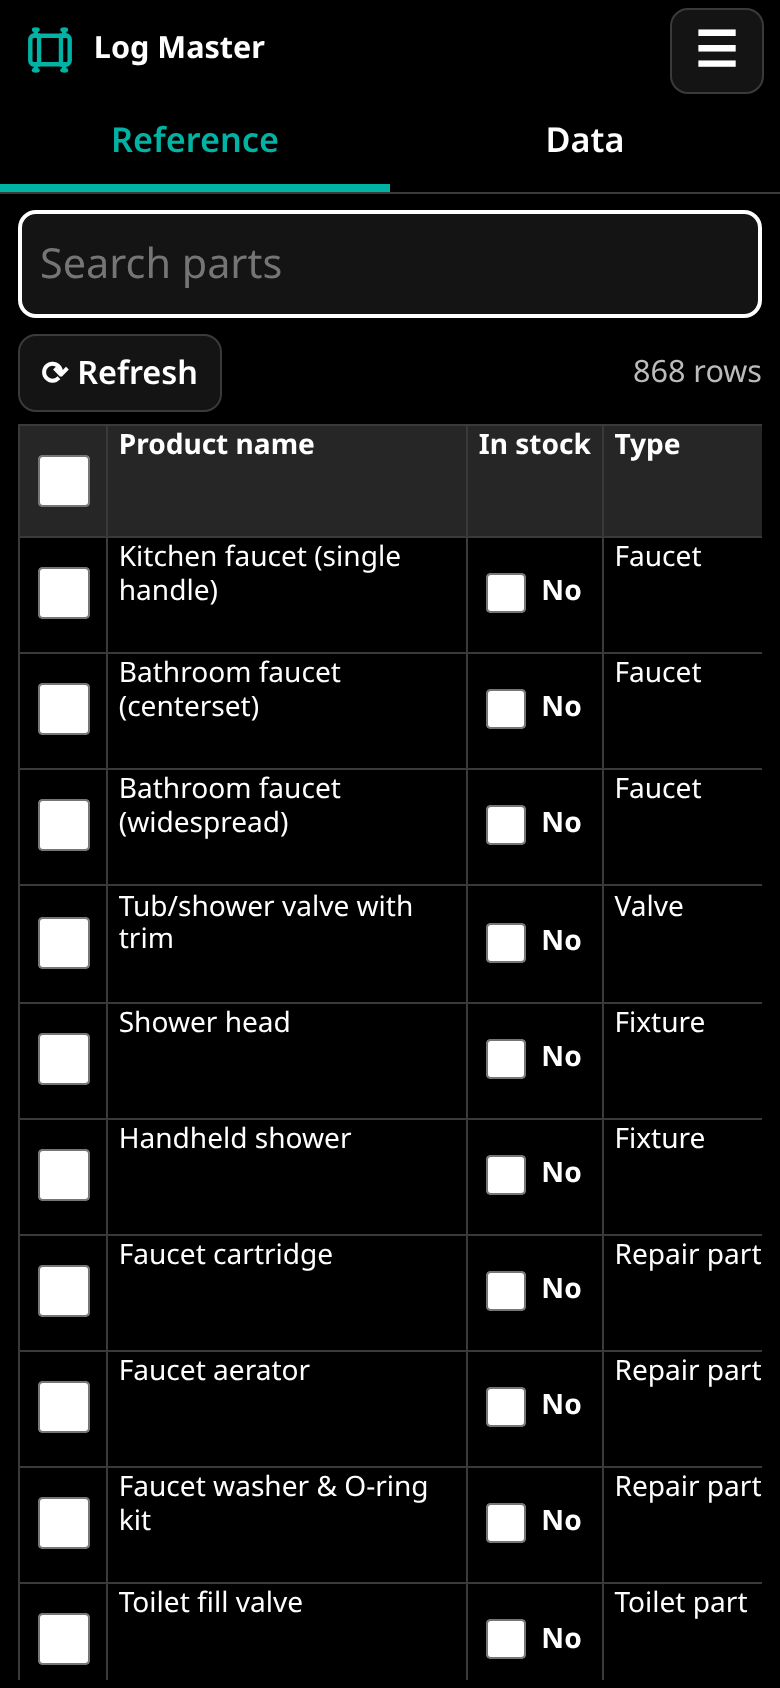 Log Master
☰
Reference
Data
Search parts
⟳ Refresh
868 rows
Product name
In stock
Type
Kitchen faucet (single
handle)
No
Faucet
Bathroom faucet
(centerset)
No
Faucet
Bathroom faucet
(widespread)
No
Faucet
Tub/shower valve with
trim
No
Valve
Shower head
No
Fixture
Handheld shower
No
Fixture
Faucet cartridge
No
Repair part
Faucet aerator
No
Repair part
Faucet washer & O-ring
kit
No
Repair part
Toilet fill valve
No
Toilet part